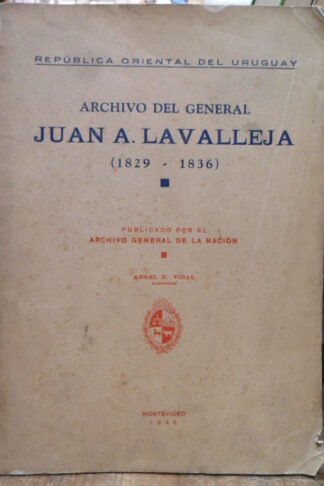 REPÚBLICA ORIENTAL DEL URUGUAY
ARCHIVO DEL GENERAL
JUAN A. LAVALLEJA
(1829 - 1836)
PUBLICADO POR EL
ARCHIVO GENERAL DE LA NACIÓN
ANGEL H. VIDAL
MONTEVIDEO